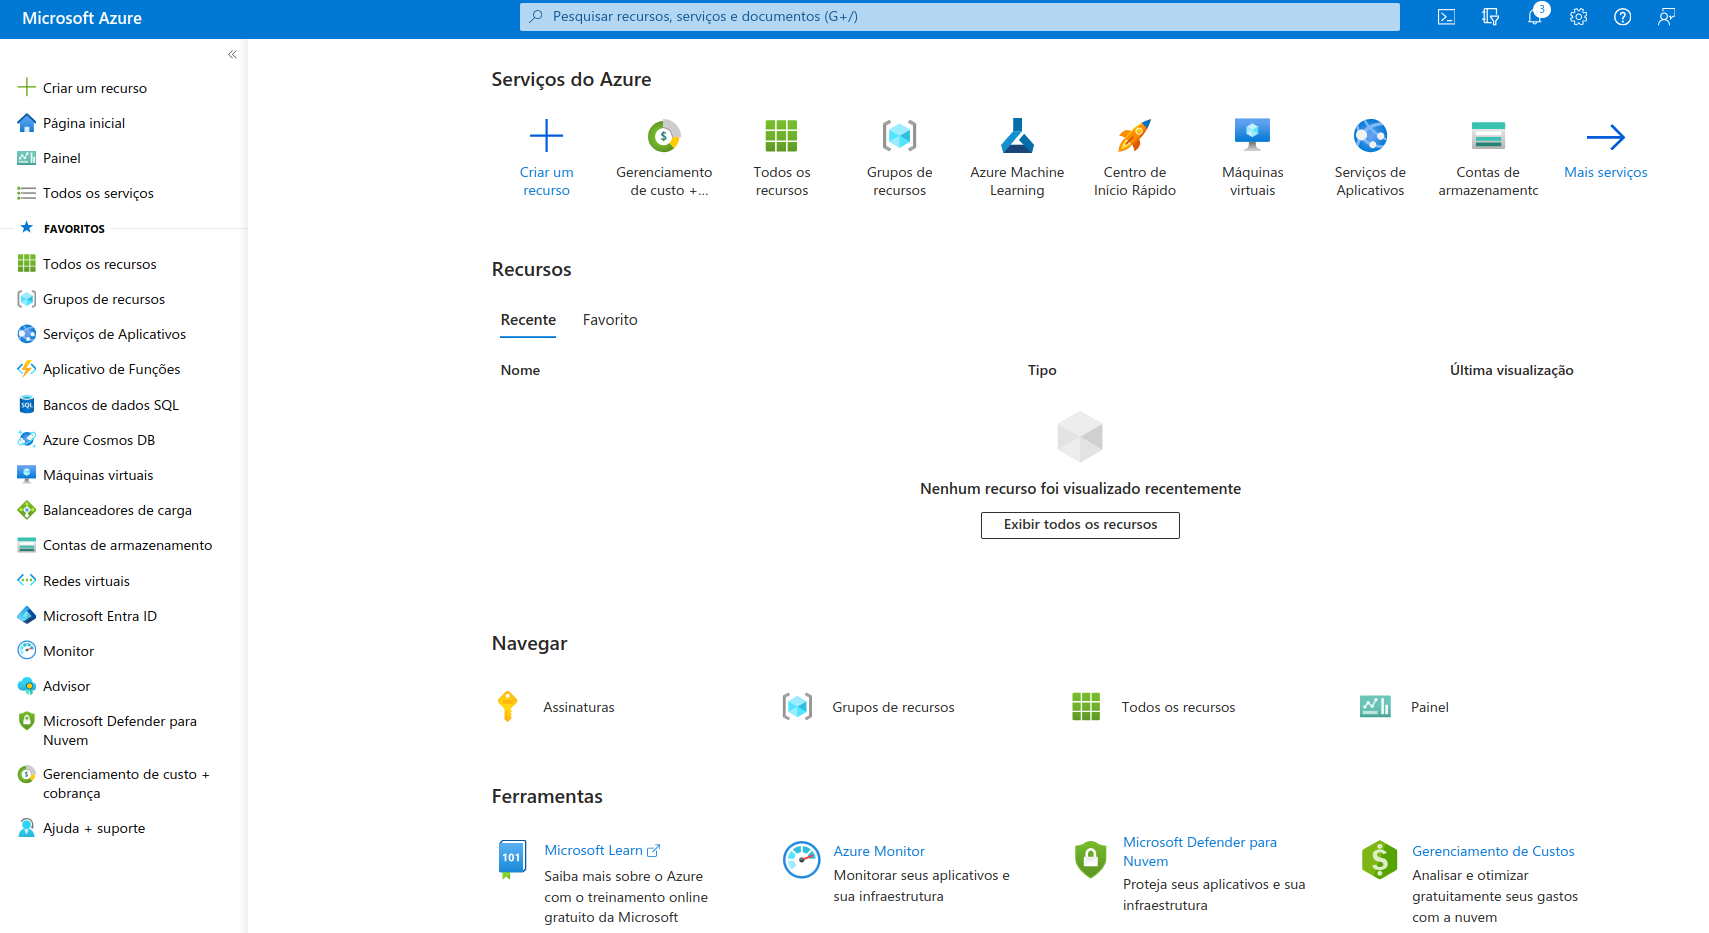 Microsoft Azure
Pesquisar recursos, serviços e documentos (G+/)
3
Criar um recurso
Página inicial
Painel
Todos os serviços
FAVORITOS
Todos os recursos
Grupos de recursos
Serviços de Aplicativos
Aplicativo de Funções
SQL
Bancos de dados SQL
Azure Cosmos DB
Máquinas virtuais
Balanceadores de carga
Contas de armazenamento
Redes virtuais
Microsoft Entra ID
Monitor
Advisor
Microsoft Defender para
Nuvem
Gerenciamento de custo +
cobrança
Ajuda + suporte
Serviços do Azure
Criar um
recurso
Gerenciamento
de custo +...
Todos os
recursos
Grupos de
recursos
Azure Machine
Learning
Centro de
Início Rápido
Máquinas
virtuais
Serviços de
Aplicativos
Contas de
armazenamento
Mais serviços
Recursos
Recente Favorito
Nome Tipo Última visualização
Nenhum recurso foi visualizado recentemente
Exibir todos os recursos
Navegar
Assinaturas
Grupos de recursos
Todos os recursos
Painel
Ferramentas
101
Microsoft Learn
Saiba mais sobre o Azure
com o treinamento online
gratuito da Microsoft
Azure Monitor
Monitorar seus aplicativos e
sua infraestrutura
Microsoft Defender para
Nuvem
Proteja seus aplicativos e sua
infraestrutura
Gerenciamento de Custos
Analisar e otimizar
gratuitamente seus gastos
com a nuvem